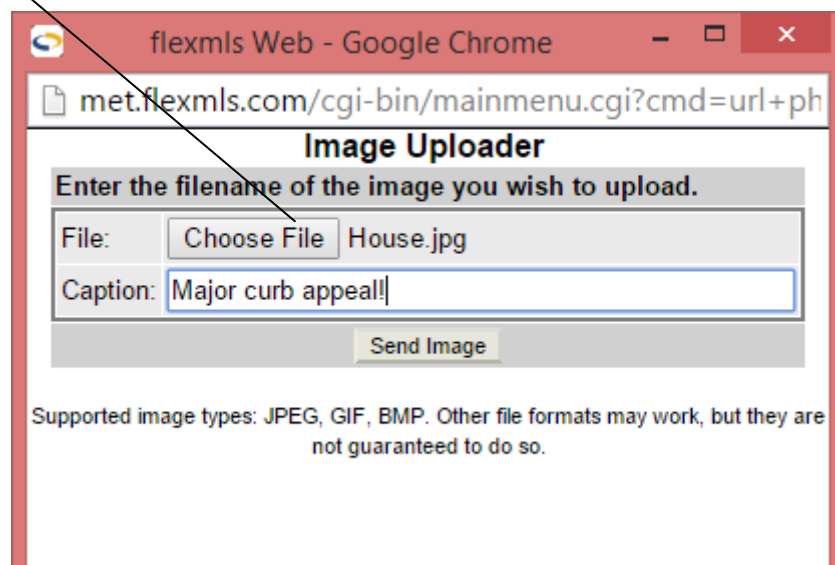 flexmls Web - Google Chrome
met.flexmls.com/cgi-bin/mainmenu.cgi?cmd=url+ph
Image Uploader
Enter the filename of the image you wish to upload.
File: Choose File House.jpg
Caption: Major curb appeal!
Send Image
Supported image types: JPEG, GIF, BMP. Other file formats may work, but they are
not guaranteed to do so.